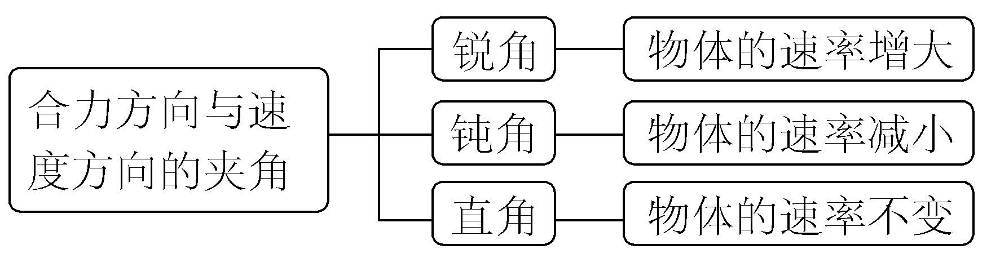 合力方向与速
度方向的夹角
锐角
物体的速率增大
钝角
物体的速率减小
直角
物体的速率不变